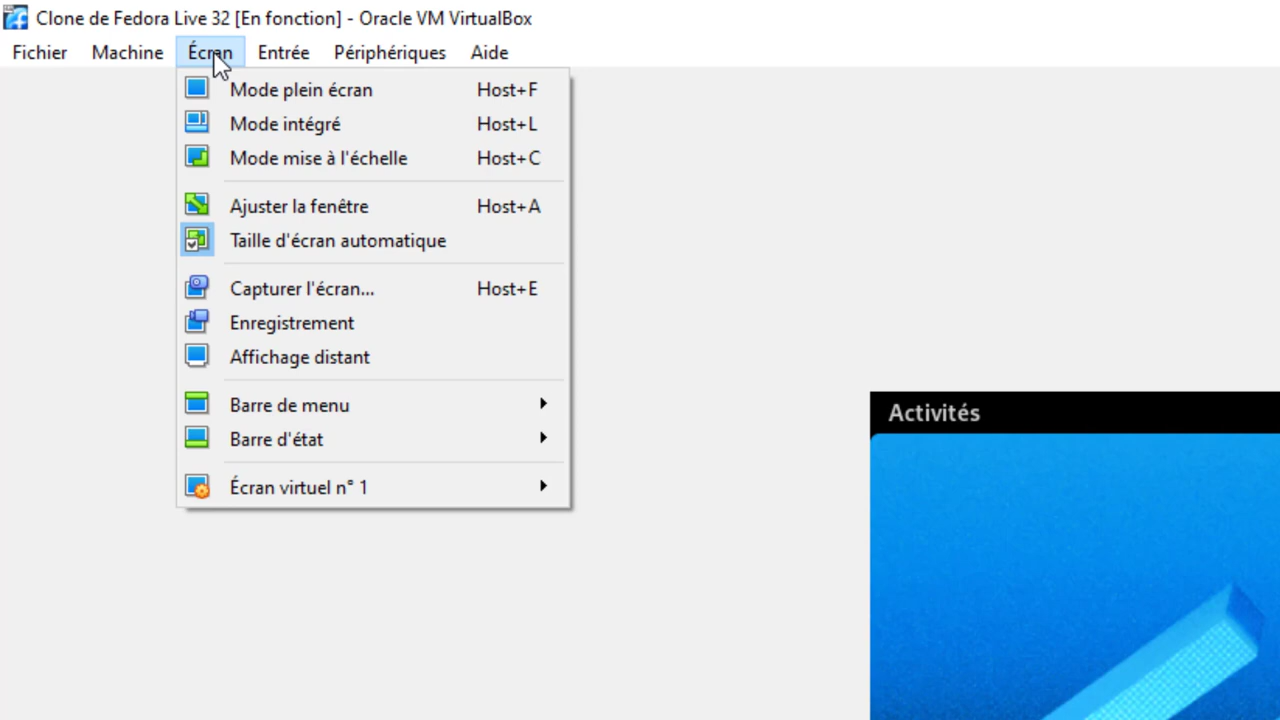 Clone de Fedora Live 32 [En fonction] - Oracle VM VirtualBox
Fichier Machine Écran Entrée Périphériques Aide
Mode plein écran Host+F
Mode intégré Host+L
Mode mise à l'échelle Host+C
Ajuster la fenêtre Host+A
Taille d'écran automatique
Capturer l'écran... Host+E
Enregistrement
Affichage distant
Barre de menu
Barre d'état
Écran virtuel n° 1
Activités